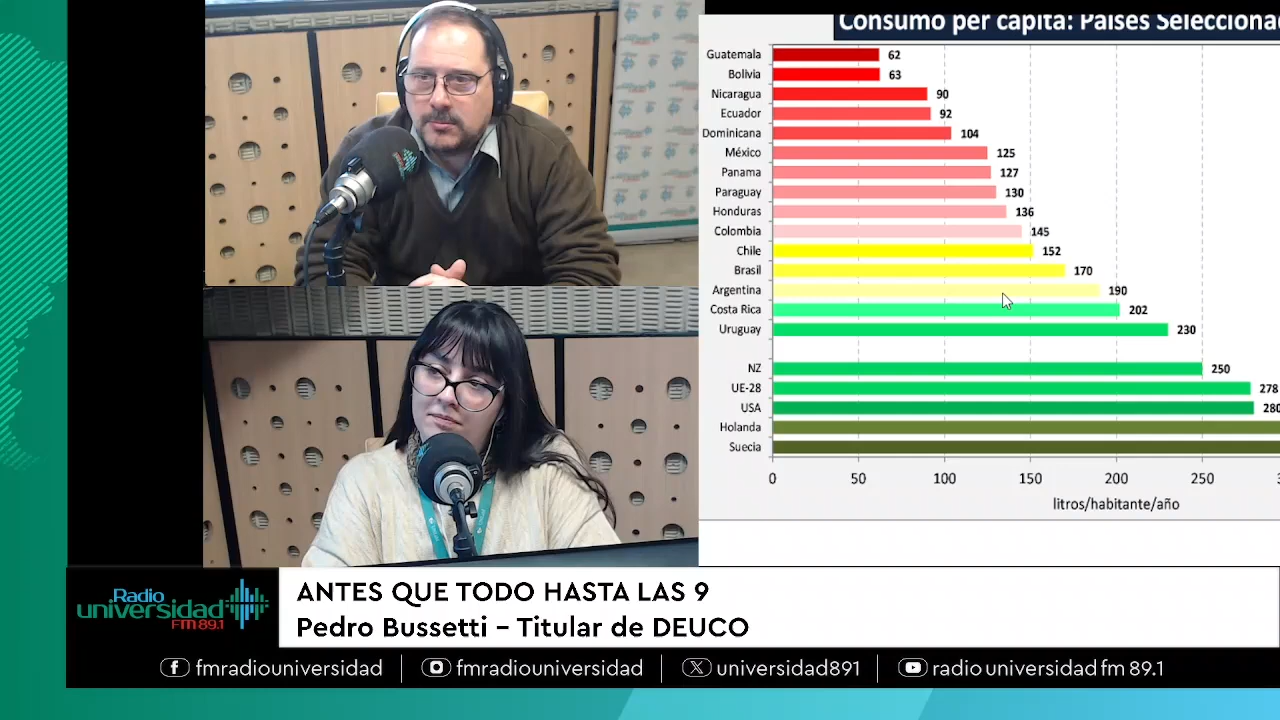 Consumo per cápita: Países Selecciona
Guatemala 62
Bolivia 63
Nicaragua 90
Ecuador 92
Dominicana 104
México 125
Panama 127
Paraguay 130
Honduras 136
Colombia 145
Chile 152
Brasil 170
Argentina 190
Costa Rica 202
Uruguay 230
NZ 250
UE-28 278
USA 280
Holanda
Suecia
0 50 100 150 200 250
litros/habitante/año
Radio
universidad
FM 89.1
ANTES QUE TODO HASTA LAS 9
Pedro Bussetti - Titular de DEUCO
fmradiouniversidad fmradiouniversidad universidad891 radio universidad fm 89.1